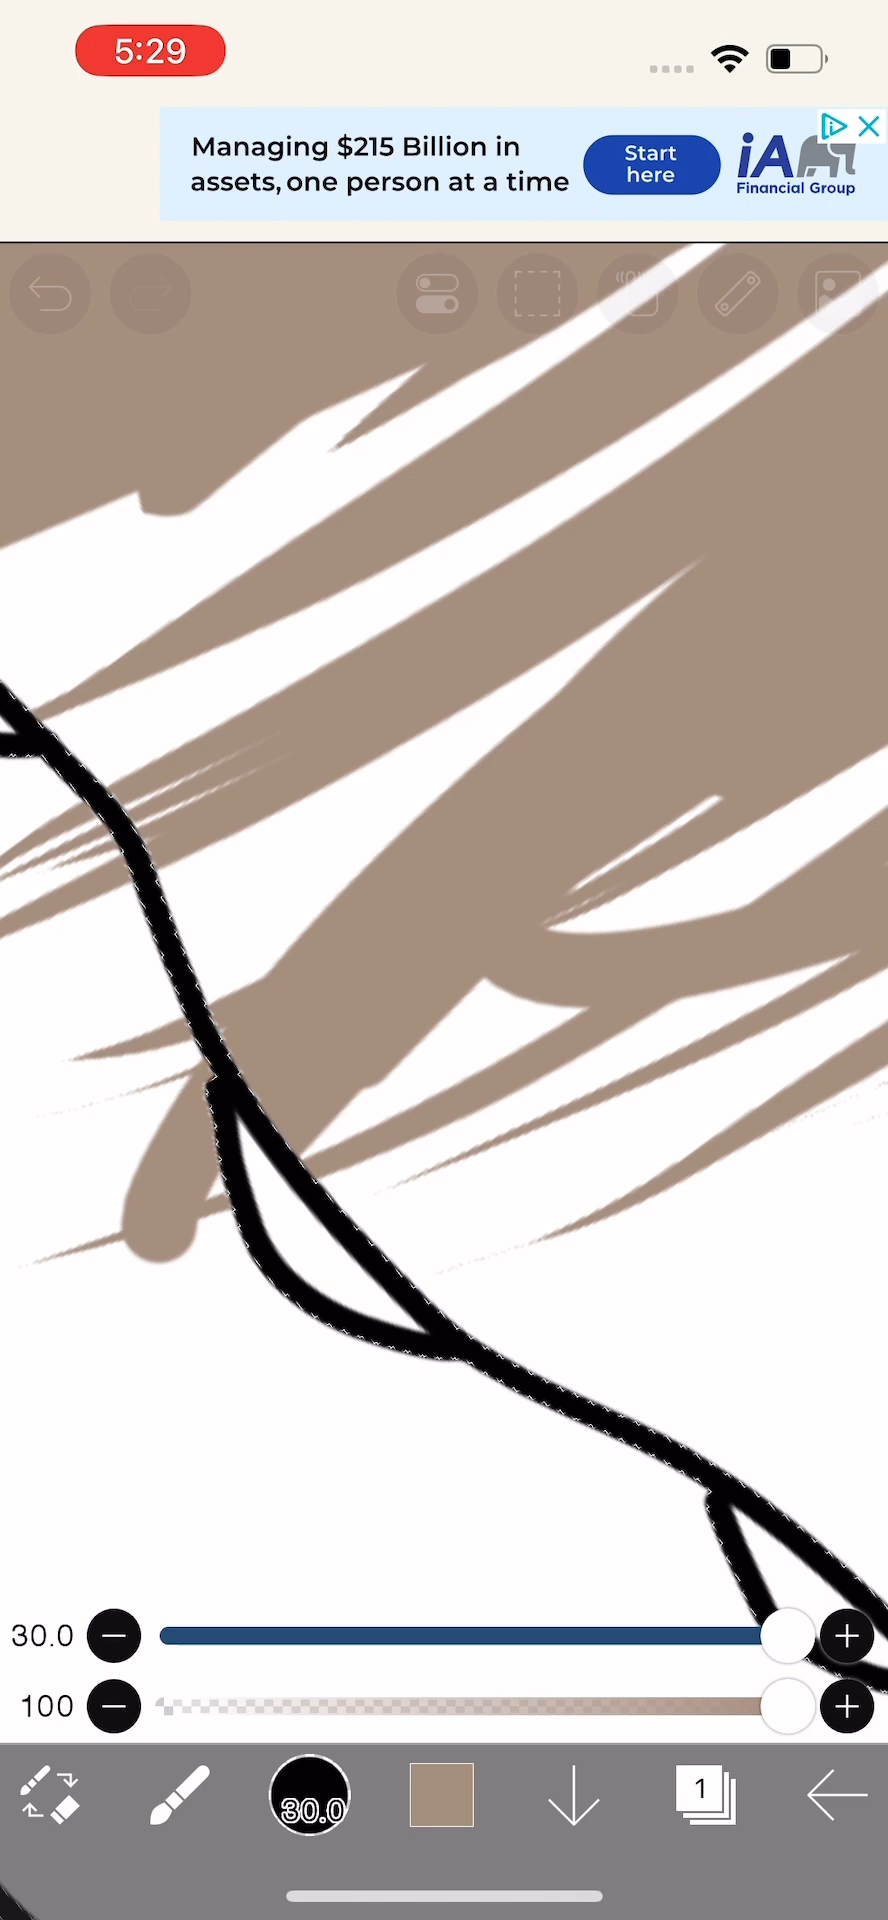 5:29
Managing $215 Billion in
assets, one person at a time
Start
here
iA
Financial Group
30.0
100
30.0
1